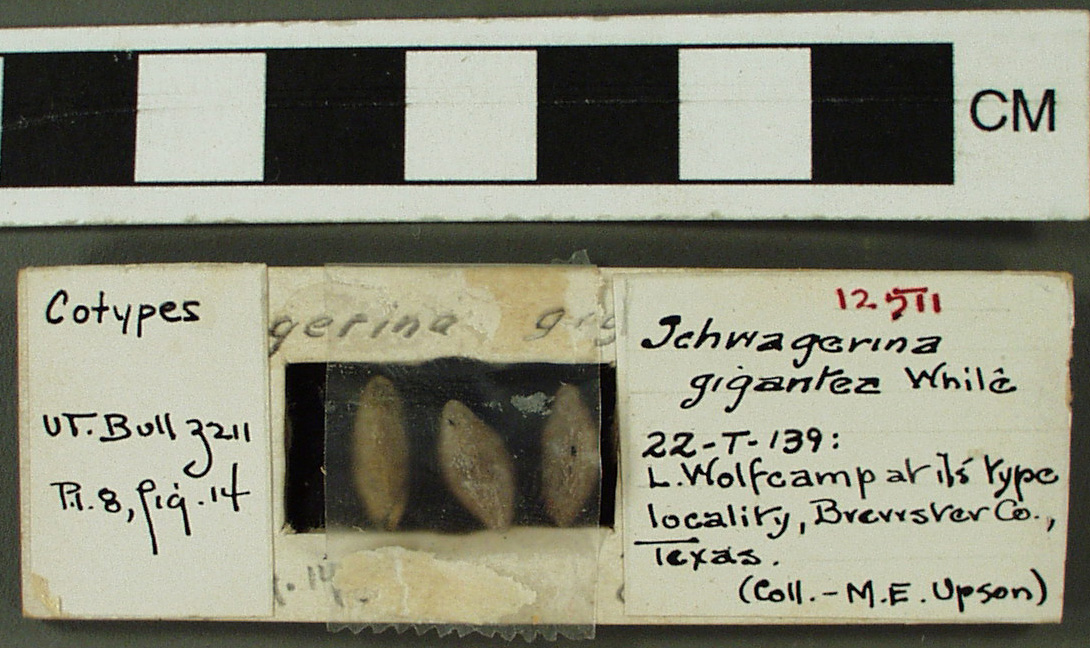 CM
Cotypes
UT. Bull 3211
Pl. 8, fig. 14
gerina gig
12511
Schwagerina
gigantea White
22-T-139:
L. Wolfcamp at its type
locality, Brewster Co.,
Texas.
(Coll. - M.E. Upson)